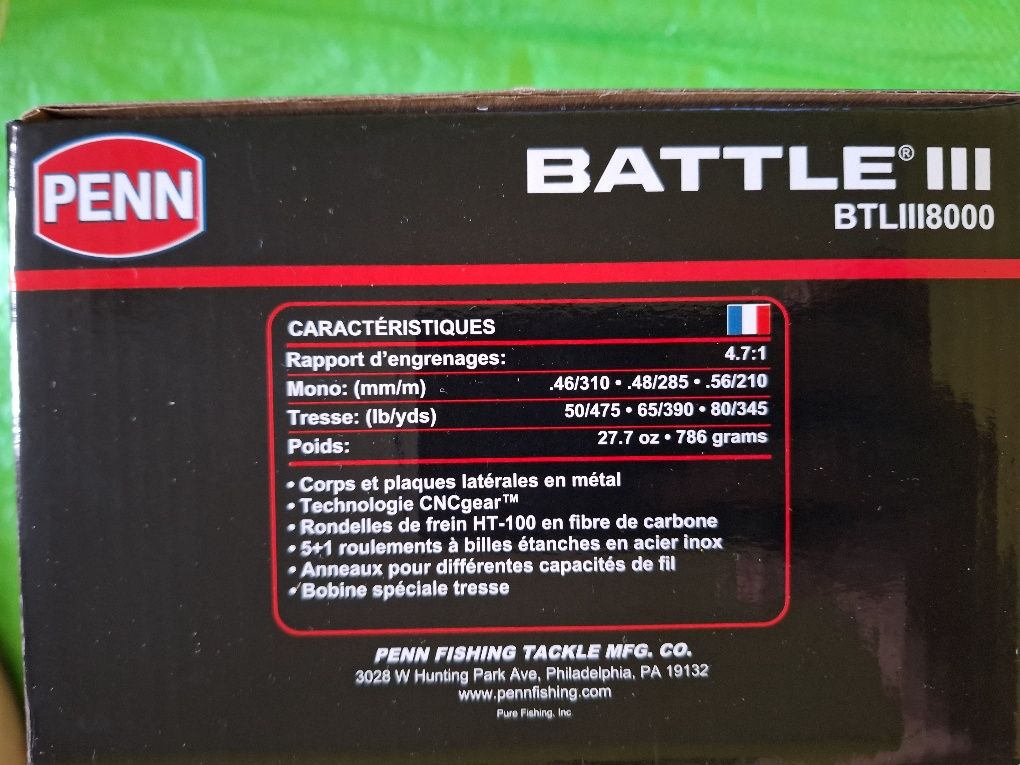 PENN
BATTLE® III
BTLIII8000
CARACTÉRISTIQUES
Rapport d'engrenages: 4.7:1
Mono: (mm/m) .46/310 • .48/285 • .56/210
Tresse: (lb/yds) 50/475 • 65/390 • 80/345
Poids: 27.7 oz • 786 grams
• Corps et plaques latérales en métal
• Technologie CNCgear™
• Rondelles de frein HT-100 en fibre de carbone
• 5+1 roulements à billes étanches en acier inox
• Anneaux pour différentes capacités de fil
• Bobine spéciale tresse
PENN FISHING TACKLE MFG. CO.
3028 W Hunting Park Ave, Philadelphia, PA 19132
www.pennfishing.com
Pure Fishing, Inc